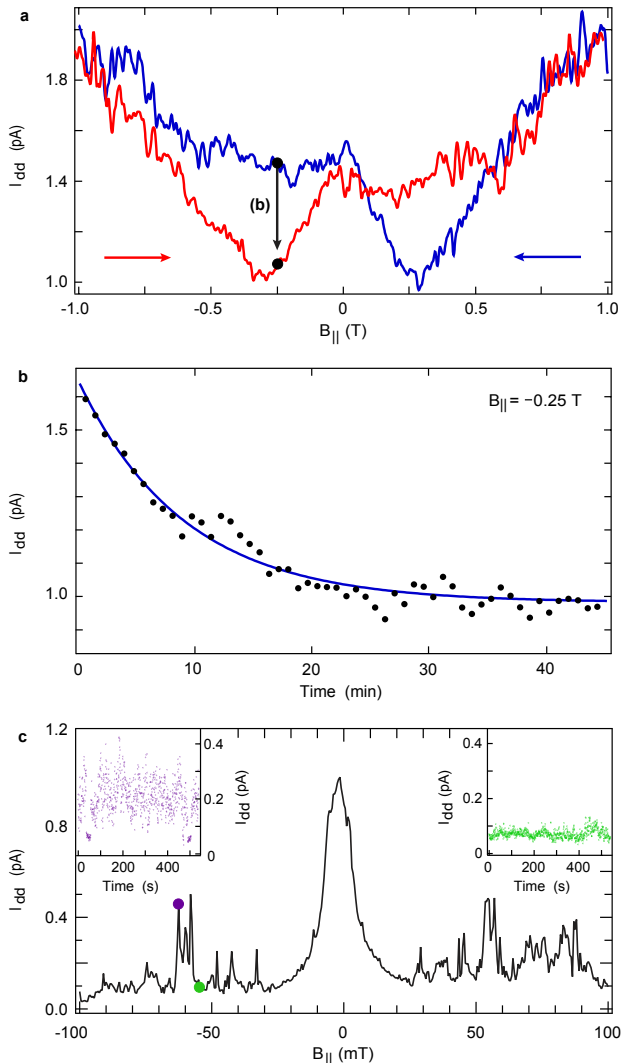 a
1.8
1.4
1.0
I_dd (pA)
(b)
-1.0 -0.5 0 0.5 1.0
B_|| (T)
b
B_|| = −0.25 T
1.5
1.0
I_dd (pA)
0 10 20 30 40
Time (min)
c
1.2
0.8
0.4
0.0
I_dd (pA)
0.4
0.2
0
I_dd (pA)
0 200 400
Time (s)
0.4
0.2
0
I_dd (pA)
0 200 400
Time (s)
-100 -50 0 50 100
B_|| (mT)